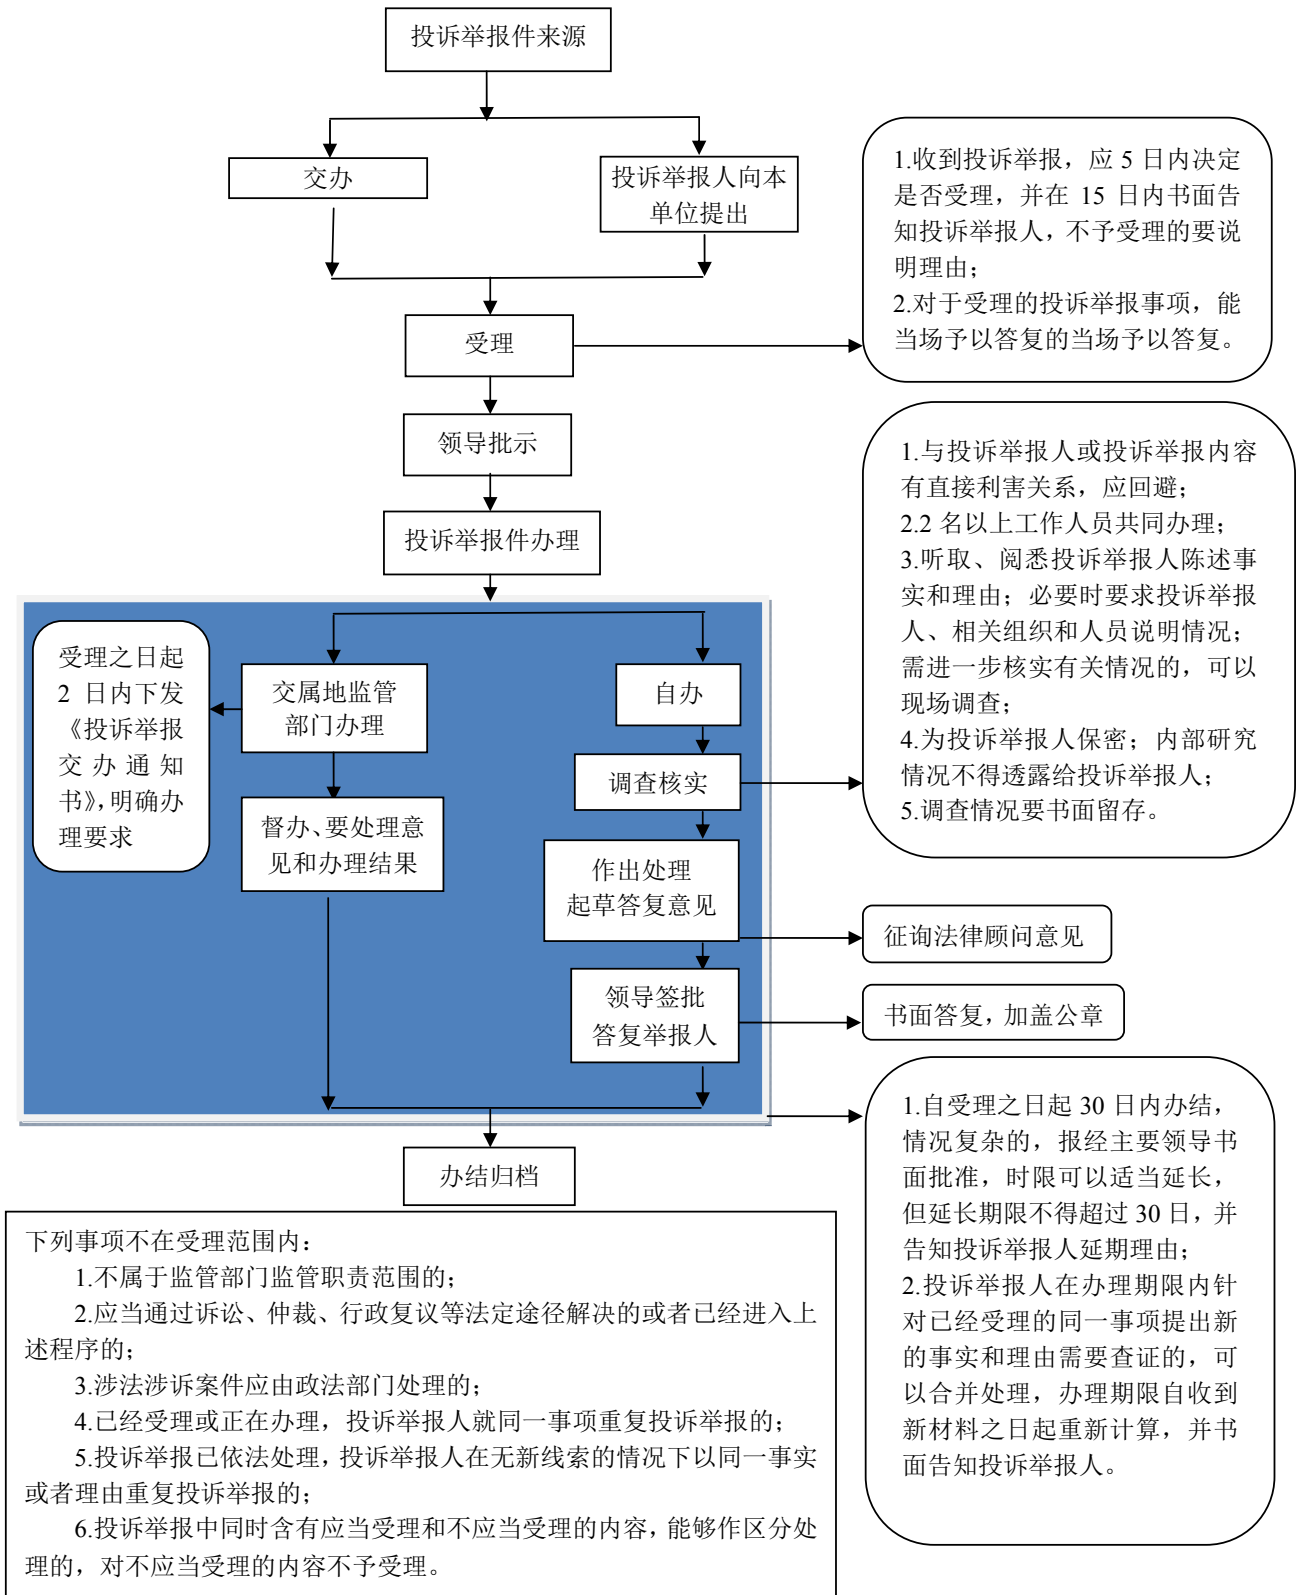 投诉举报件来源
交办
投诉举报人向本
单位提出
1.收到投诉举报，应 5 日内决定
是否受理，并在 15 日内书面告
知投诉举报人，不予受理的要说
明理由；
2.对于受理的投诉举报事项，能
当场予以答复的当场予以答复。
受理
领导批示
投诉举报件办理
1.与投诉举报人或投诉举报内容
有直接利害关系，应回避；
2.2 名以上工作人员共同办理；
3.听取、阅悉投诉举报人陈述事
实和理由；必要时要求投诉举报
人、相关组织和人员说明情况；
需进一步核实有关情况的，可以
现场调查；
4.为投诉举报人保密；内部研究
情况不得透露给投诉举报人；
5.调查情况要书面留存。
受理之日起
2 日内下发
《投诉举报
交办通知
书》，明确办
理要求
交属地监管
部门办理
督办、要处理意
见和办理结果
自办
调查核实
作出处理
起草答复意见
征询法律顾问意见
领导签批
答复举报人
书面答复，加盖公章
1.自受理之日起 30 日内办结，
情况复杂的，报经主要领导书
面批准，时限可以适当延长，
但延长期限不得超过 30 日，并
告知投诉举报人延期理由；
2.投诉举报人在办理期限内针
对已经受理的同一事项提出新
的事实和理由需要查证的，可
以合并处理，办理期限自收到
新材料之日起重新计算，并书
面告知投诉举报人。
办结归档
下列事项不在受理范围内：
1.不属于监管部门监管职责范围的；
2.应当通过诉讼、仲裁、行政复议等法定途径解决的或者已经进入上
述程序的；
3.涉法涉诉案件应由政法部门处理的；
4.已经受理或正在办理，投诉举报人就同一事项重复投诉举报的；
5.投诉举报已依法处理，投诉举报人在无新线索的情况下以同一事实
或者理由重复投诉举报的；
6.投诉举报中同时含有应当受理和不应当受理的内容，能够作区分处
理的，对不应当受理的内容不予受理。